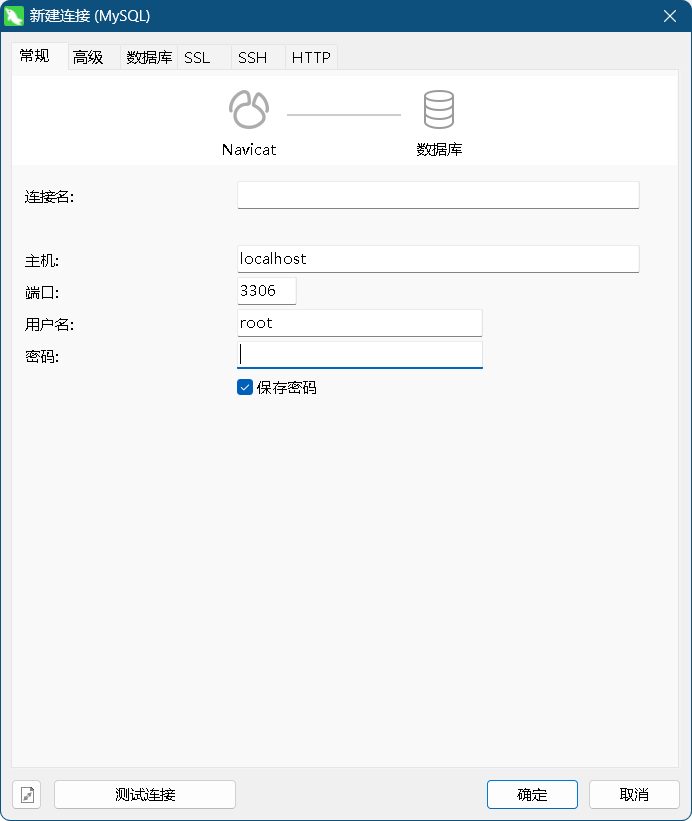 新建连接 (MySQL)
常规 高级 数据库 SSL SSH HTTP
Navicat 数据库
连接名:
主机: localhost
端口: 3306
用户名: root
密码:
保存密码
测试连接 确定 取消